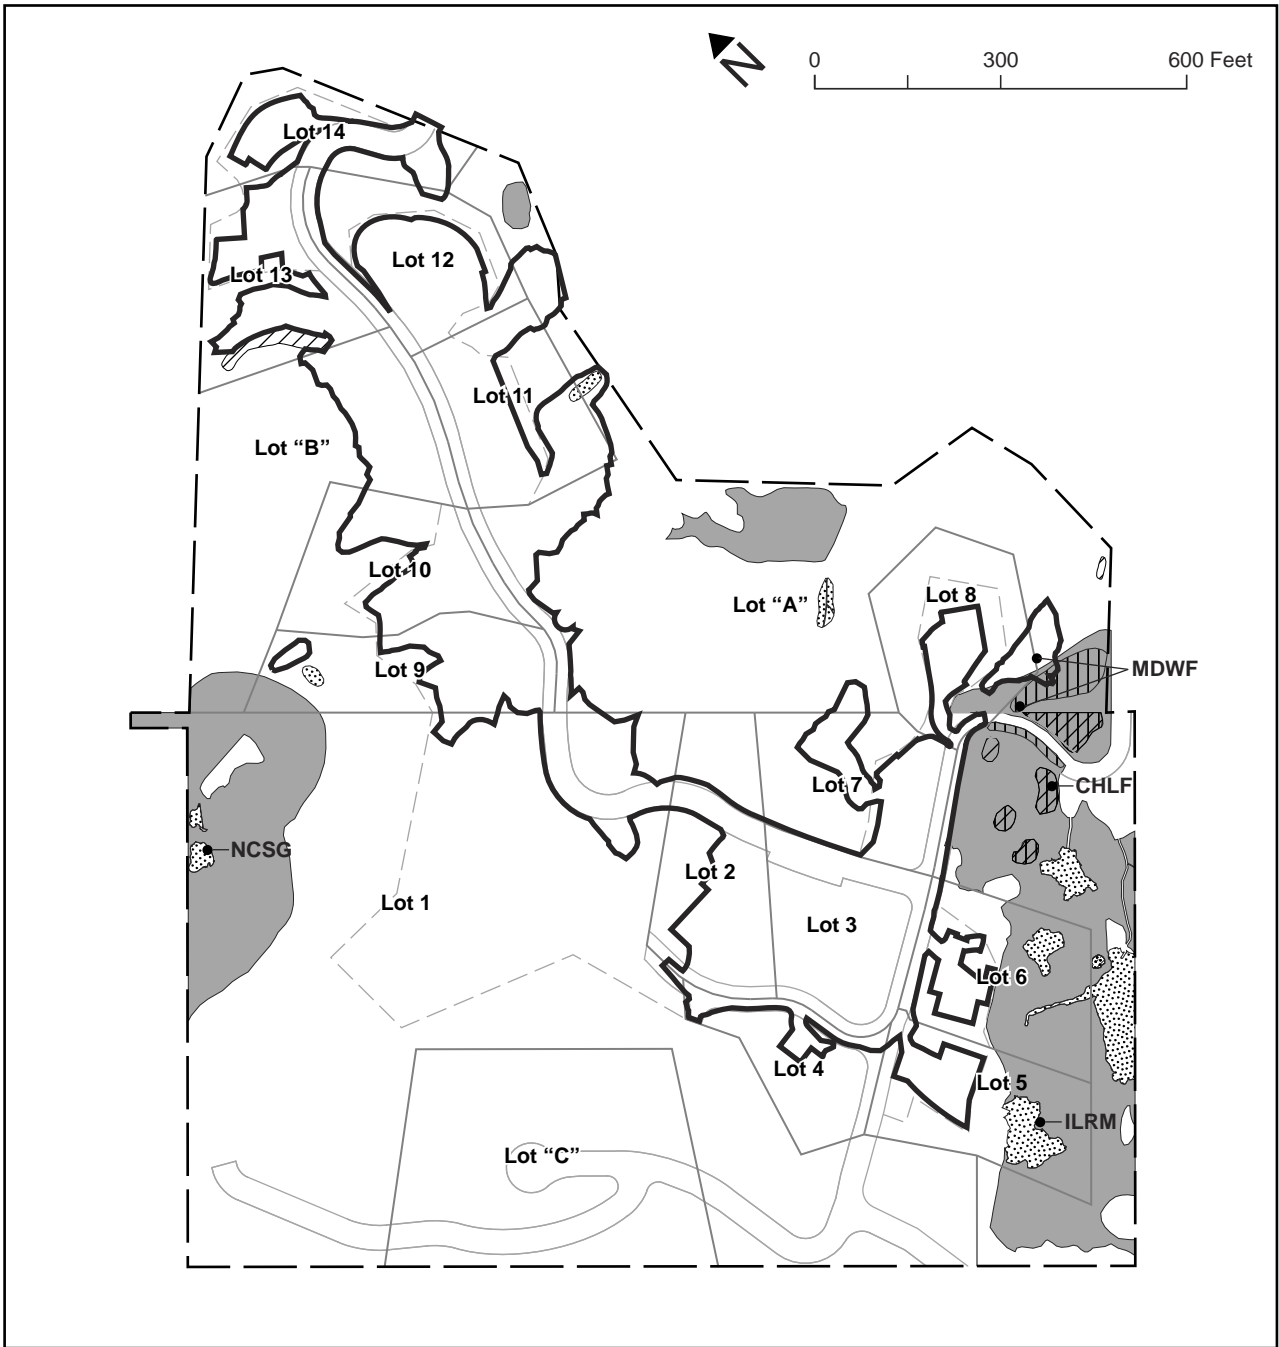 N
0 300 600 Feet
Lot 14
Lot 12
Lot 13
Lot 11
Lot “B”
Lot 10
Lot “A”
Lot 8
Lot 9
MDWF
Lot 7
CHLF
NCSG
Lot 2
Lot 1
Lot 3
Lot 6
Lot 4
Lot 5
ILRM
Lot “C”